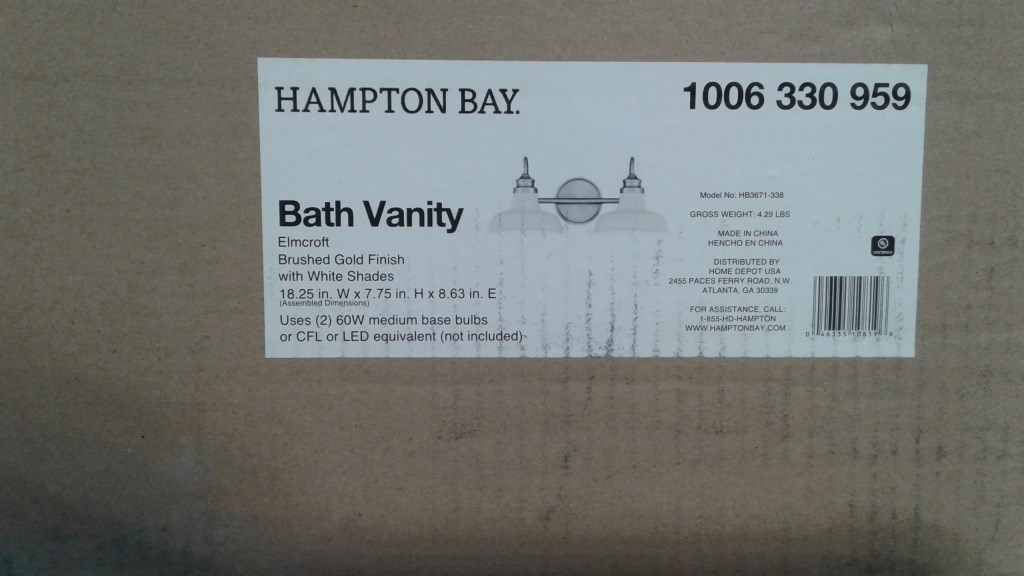 HAMPTON BAY.
1006 330 959
Bath Vanity
Elmcroft
Brushed Gold Finish
with White Shades
18.25 in. W x 7.75 in. H x 8.63 in. E
(Assembled Dimensions)
Uses (2) 60W medium base bulbs
or CFL or LED equivalent (not included)
Model No: HB3671-338
GROSS WEIGHT: 4.29 LBS
MADE IN CHINA
HENCHO EN CHINA
DISTRIBUTED BY
HOME DEPOT USA
2455 PACES FERRY ROAD, N.W.
ATLANTA, GA 30339
FOR ASSISTANCE, CALL:
1-855-HD-HAMPTON
WWW.HAMPTONBAY.COM